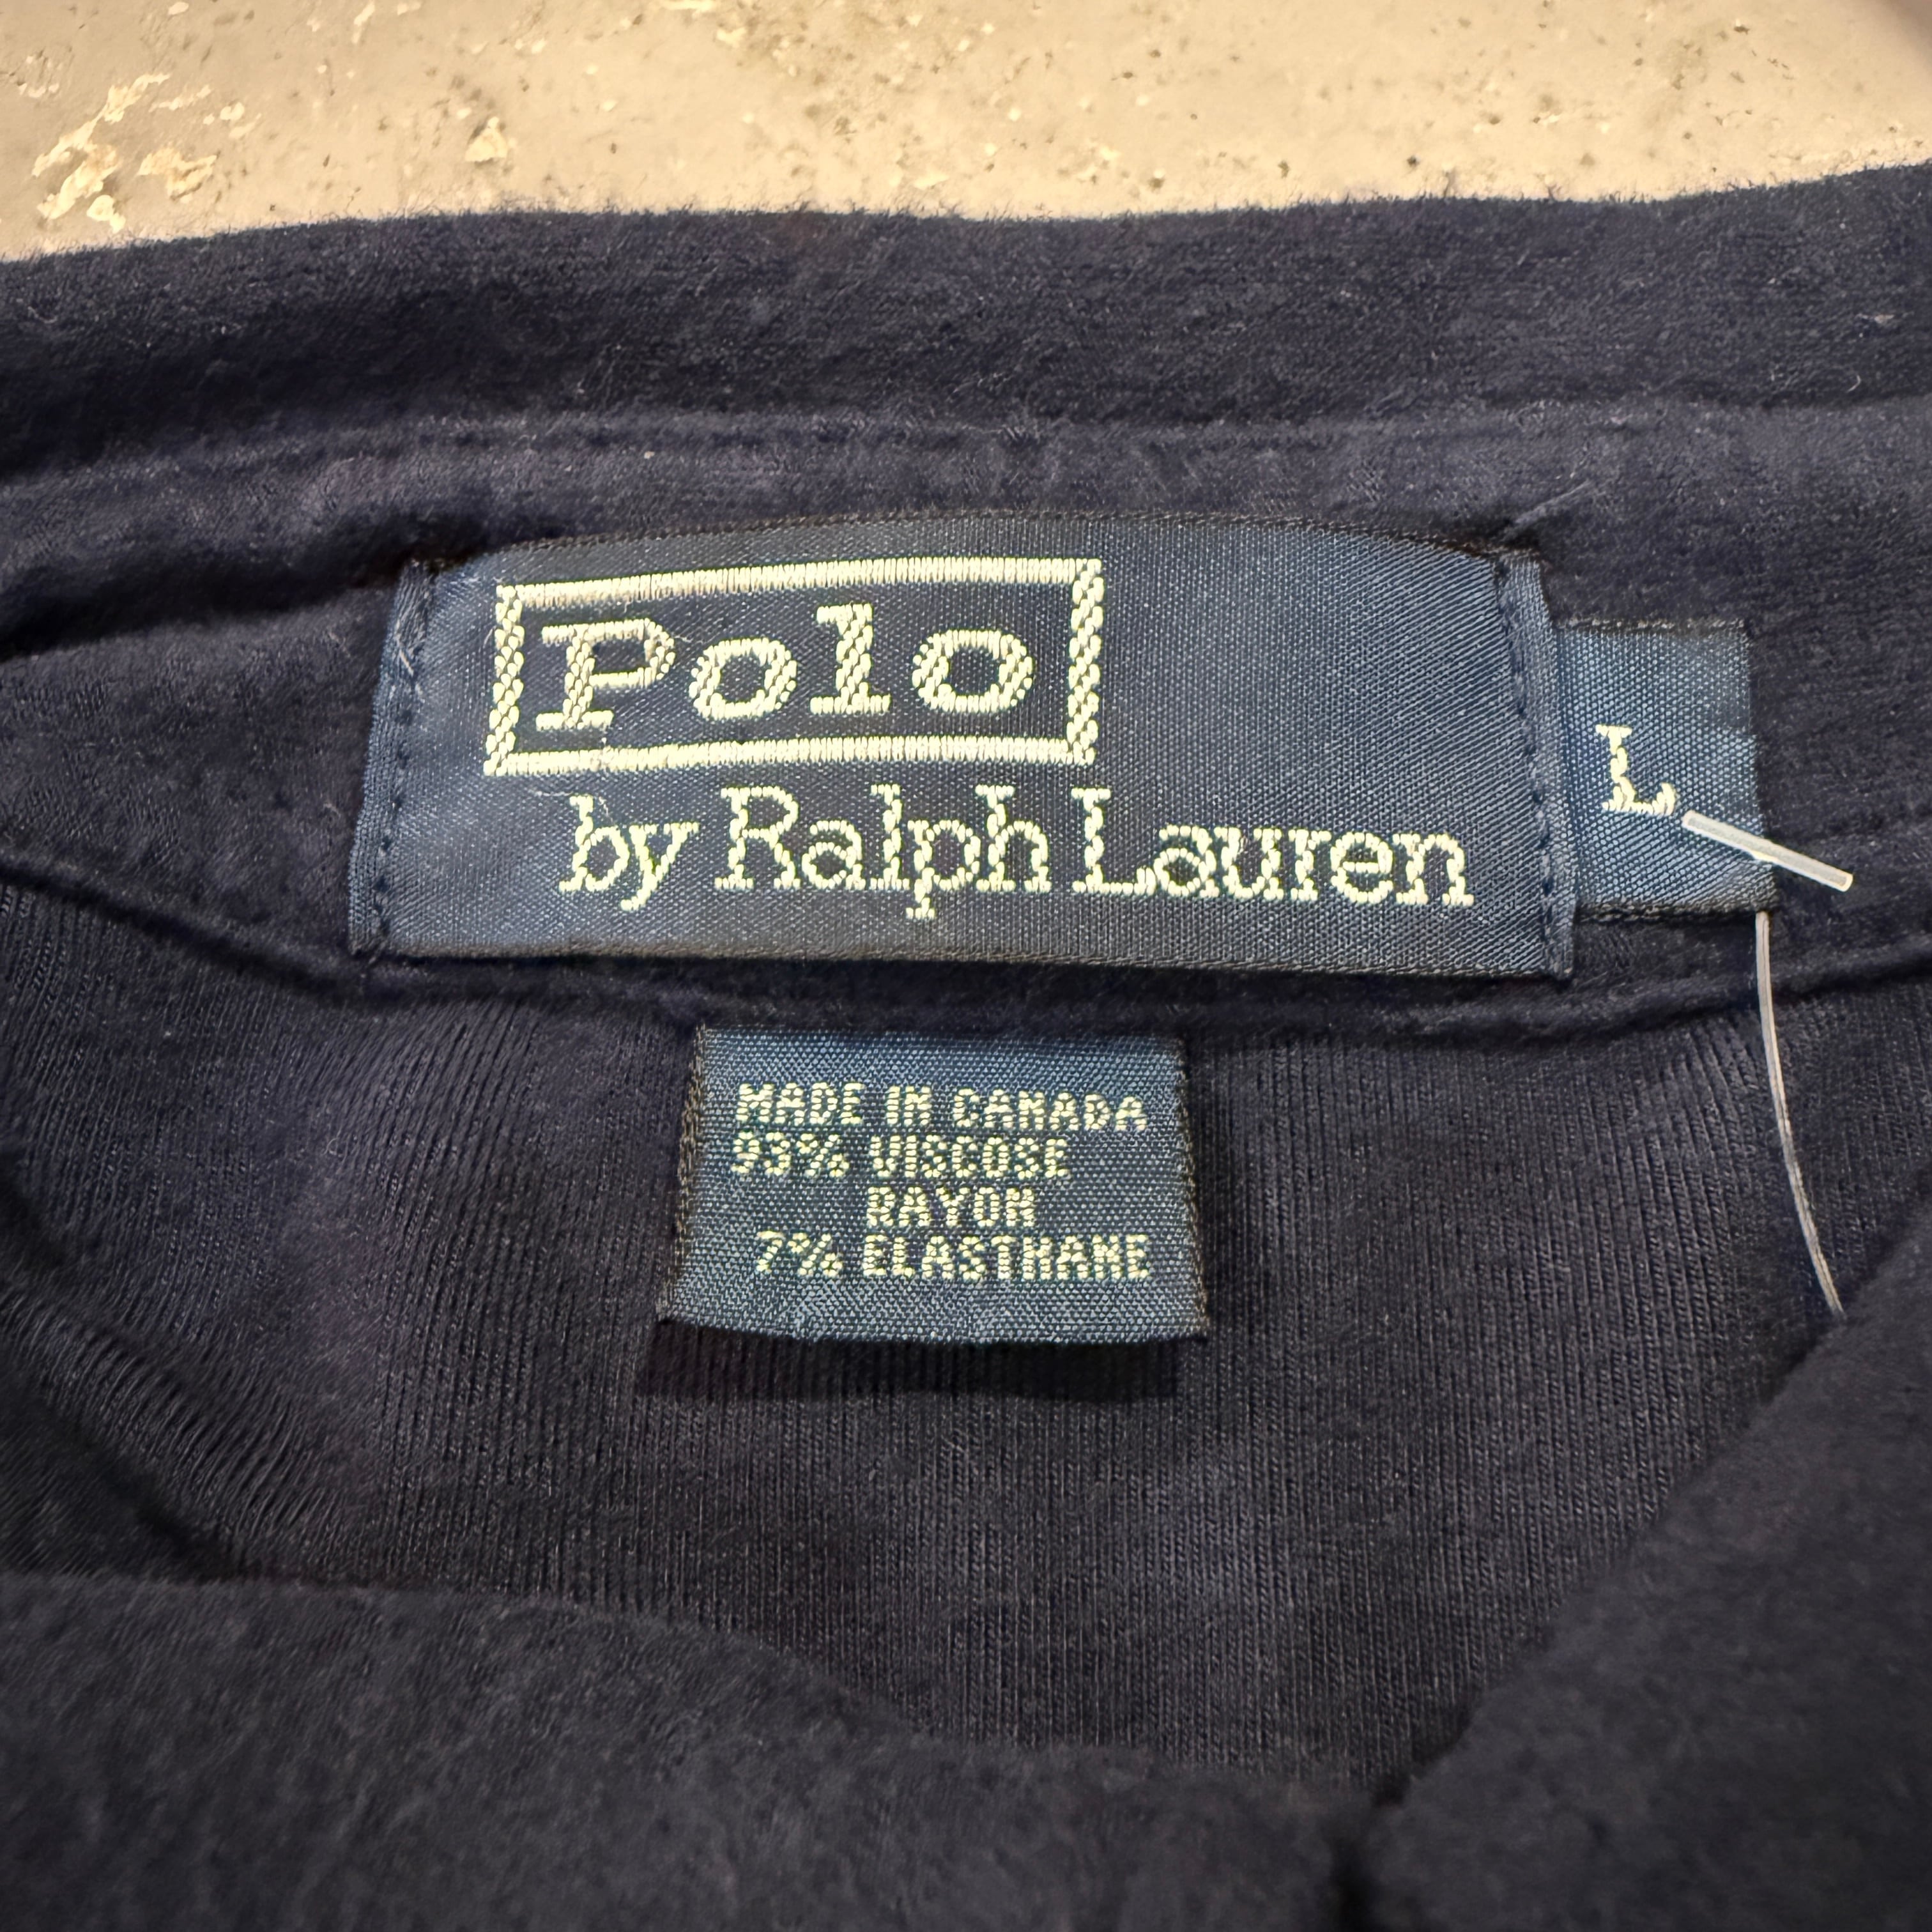 Polo
by Ralph Lauren
L
MADE IN CANADA
93% VISCOSE
RAYON
7% ELASTHANE